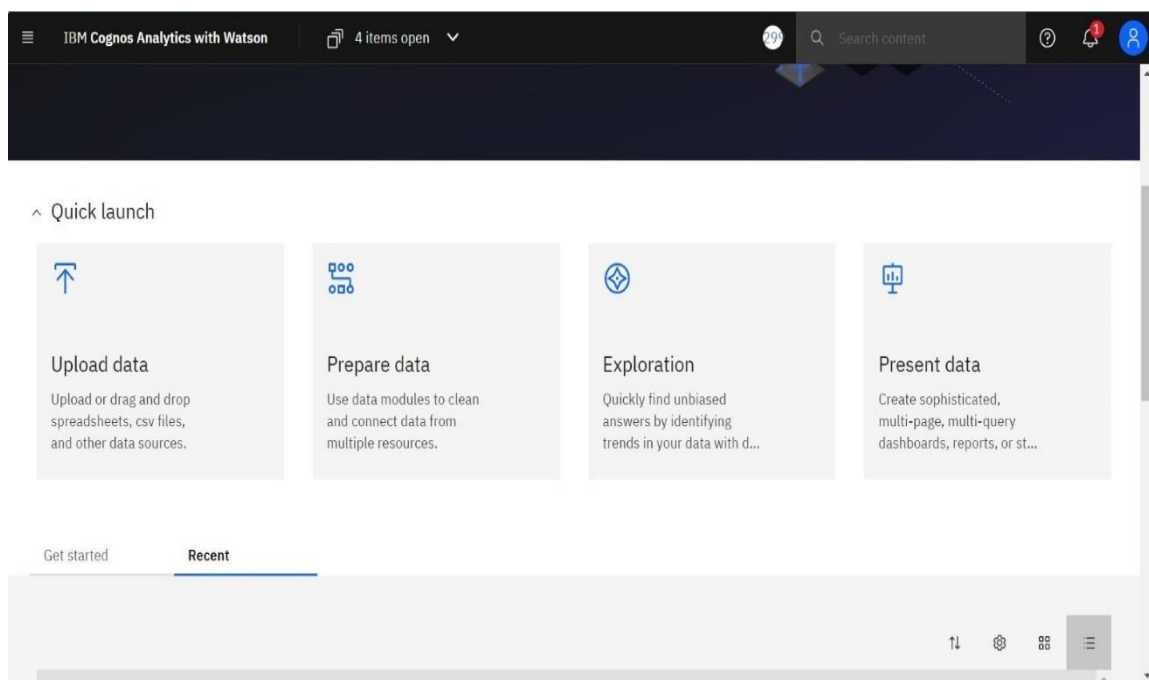 IBM Cognos Analytics with Watson
4 items open
299
Search content
1
Quick launch
Upload data
Upload or drag and drop
spreadsheets, csv files,
and other data sources.
Prepare data
Use data modules to clean
and connect data from
multiple resources.
Exploration
Quickly find unbiased
answers by identifying
trends in your data with d...
Present data
Create sophisticated,
multi-page, multi-query
dashboards, reports, or st...
Get started
Recent